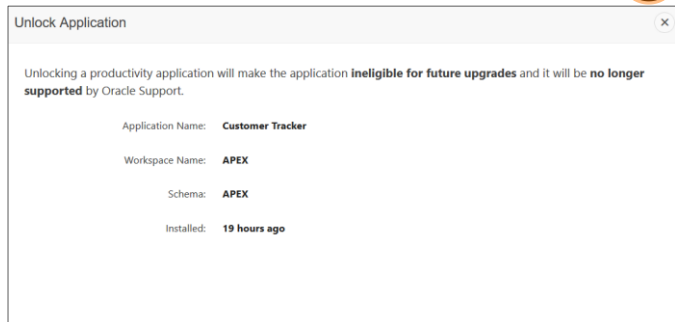 Unlock Application
Unlocking a productivity application will make the application ineligible for future upgrades and it will be no longer
supported by Oracle Support.
Application Name: Customer Tracker
Workspace Name: APEX
Schema: APEX
Installed: 19 hours ago